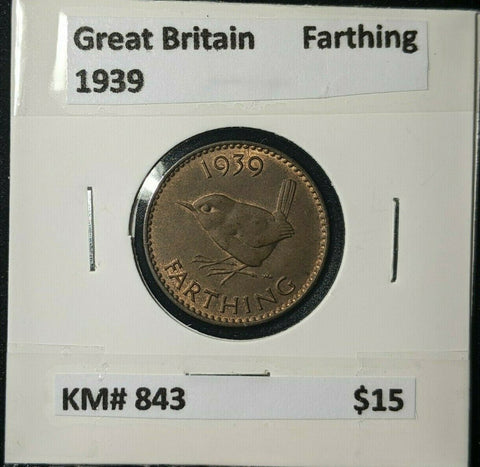 Great Britain Farthing
1939
1939
FARTHING
KM# 843 $15